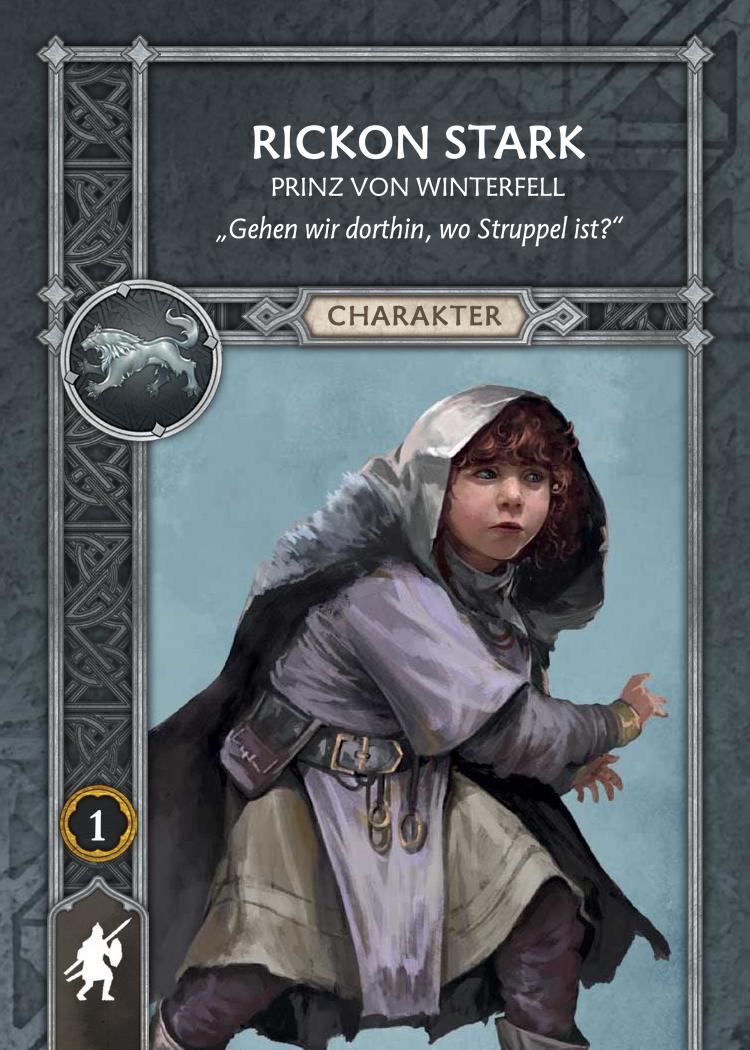 RICKON STARK
PRINZ VON WINTERFELL
„Gehen wir dorthin, wo Struppel ist?“
CHARAKTER
1